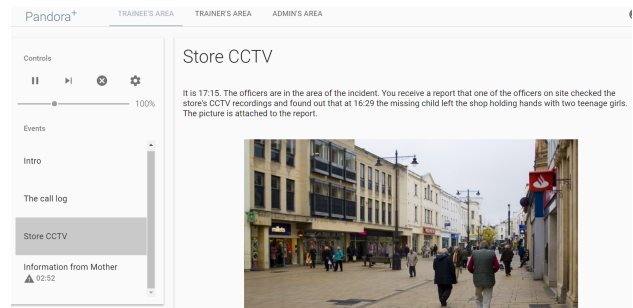 Pandora+
TRAINEE'S AREA
TRAINER'S AREA
ADMIN'S AREA
Controls
100%
Events
Intro
The call log
Store CCTV
Information from Mother
02:52
Store CCTV
It is 17:15. The officers are in the area of the incident. You receive a report that one of the officers on site checked the
store's CCTV recordings and found out that at 16:29 the missing child left the shop holding hands with two teenage girls.
The picture is attached to the report.
millets